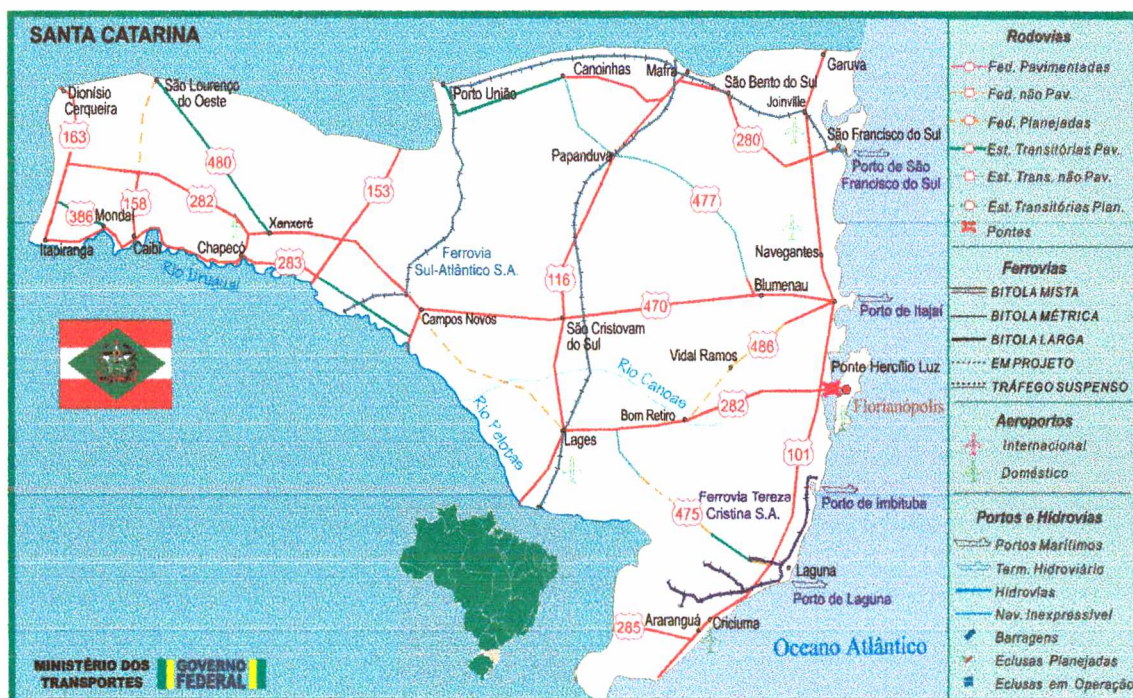 SANTA CATARINA
Dionísio
Cerqueira
São Lourenço
do Oeste
163
480
386
Mondaí
158
282
Xanxerê
153
Itapiranga
Caibí
Chapecó
283
Rio Uruguai
Porto União
Canoinhas
Mafra
São Bento do Sul
Garuva
Joinville
São Francisco do Sul
280
Porto de São
Francisco do Sul
Papanduva
477
Ferrovia
Sul-Atlântico S.A.
116
Navegantes
470
Blumenau
Porto de Itajaí
Campos Novos
São Cristovam
do Sul
Vidal Ramos
486
Ponte Hercílio Luz
Rio Canoas
Florianópolis
Bom Retiro
282
Rio Pelotas
Lages
101
Ferrovia Tereza
Cristina S.A.
475
Porto de Imbituba
Laguna
Porto de Laguna
Araranguá
Criciuma
285
Oceano Atlântico
MINISTÉRIO DOS
TRANSPORTES
GOVERNO
FEDERAL
Rodovias
Fed. Pavimentadas
Fed. não Pav.
Fed. Planejadas
Est. Transitórias Pav.
Est. Trans. não Pav.
Est. Transitórias Plan.
Pontes
Ferrovias
BITOLA MISTA
BITOLA MÉTRICA
BITOLA LARGA
EM PROJETO
TRÁFEGO SUSPENSO
Aeroportos
Internacional
Doméstico
Portos e Hidrovias
Portos Marítimos
Term. Hidroviário
Hidrovias
Nav. Inexpressível
Barragens
Eclusas Planejadas
Eclusas em Operação